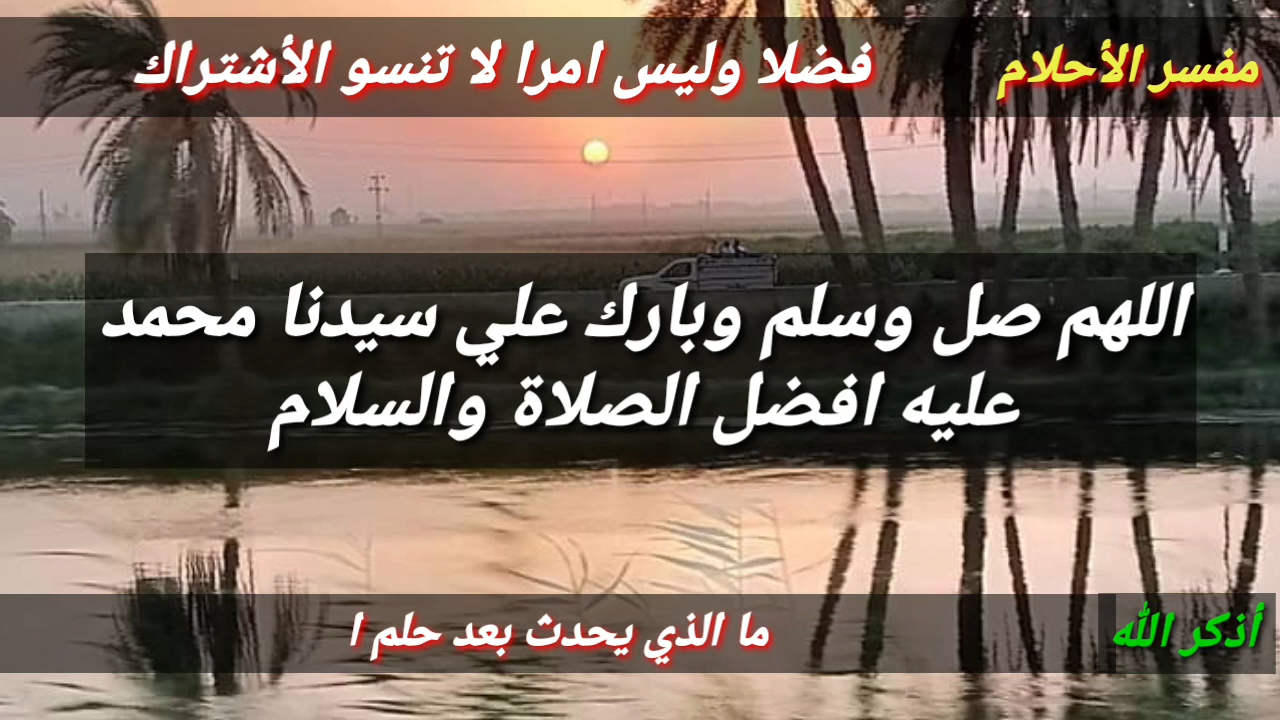 مفسر الأحلام
فضلا وليس امرا لا تنسو الأشتراك
اللهم صل وسلم وبارك علي سيدنا محمد
عليه افضل الصلاة والسلام
أذكر الله
ما الذي يحدث بعد حلم ا